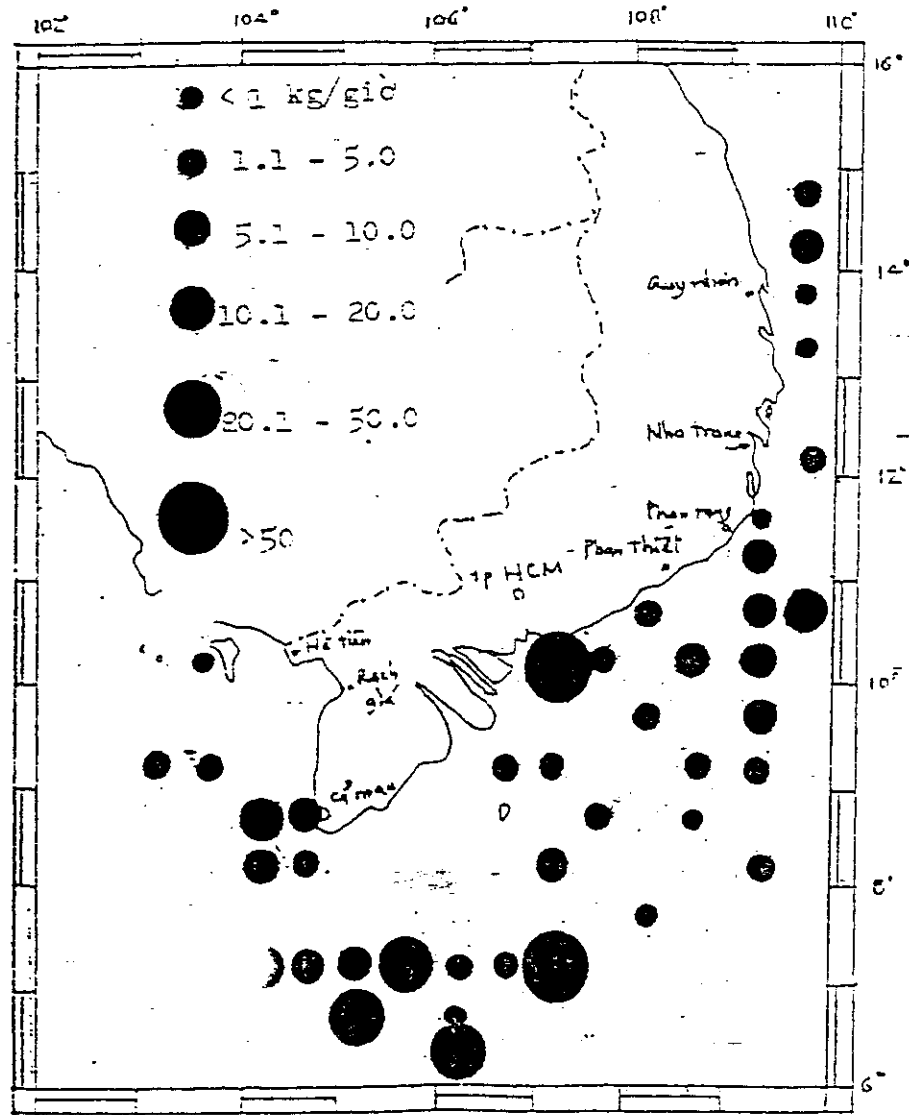 102° 104° 106° 108° 110°
16°
< 1 kg/giờ
1.1 - 5.0
5.1 - 10.0
10.1 - 20.0
20.1 - 50.0
>50
14°
Quy nhơn
Nha trang
12°
Phan rang
Phan Thiết
Tp HCM
Hà tiên
Rạch giá
10°
Cà mau
8°
6°